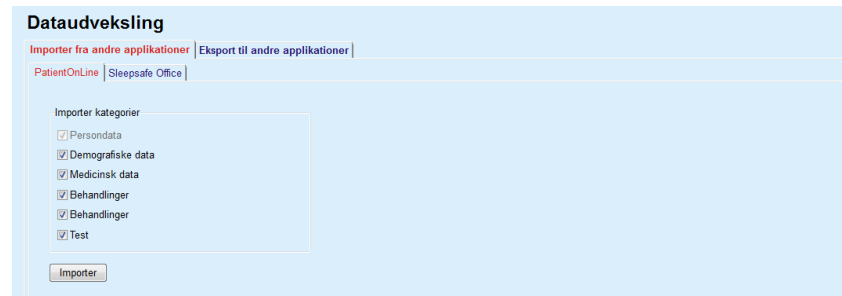 Dataudveksling
Importer fra andre applikationer Eksport til andre applikationer
PatientOnLine Sleepsafe Office
Importer kategorier
Persondata
Demografiske data
Medicinsk data
Behandlinger
Behandlinger
Test
Importer